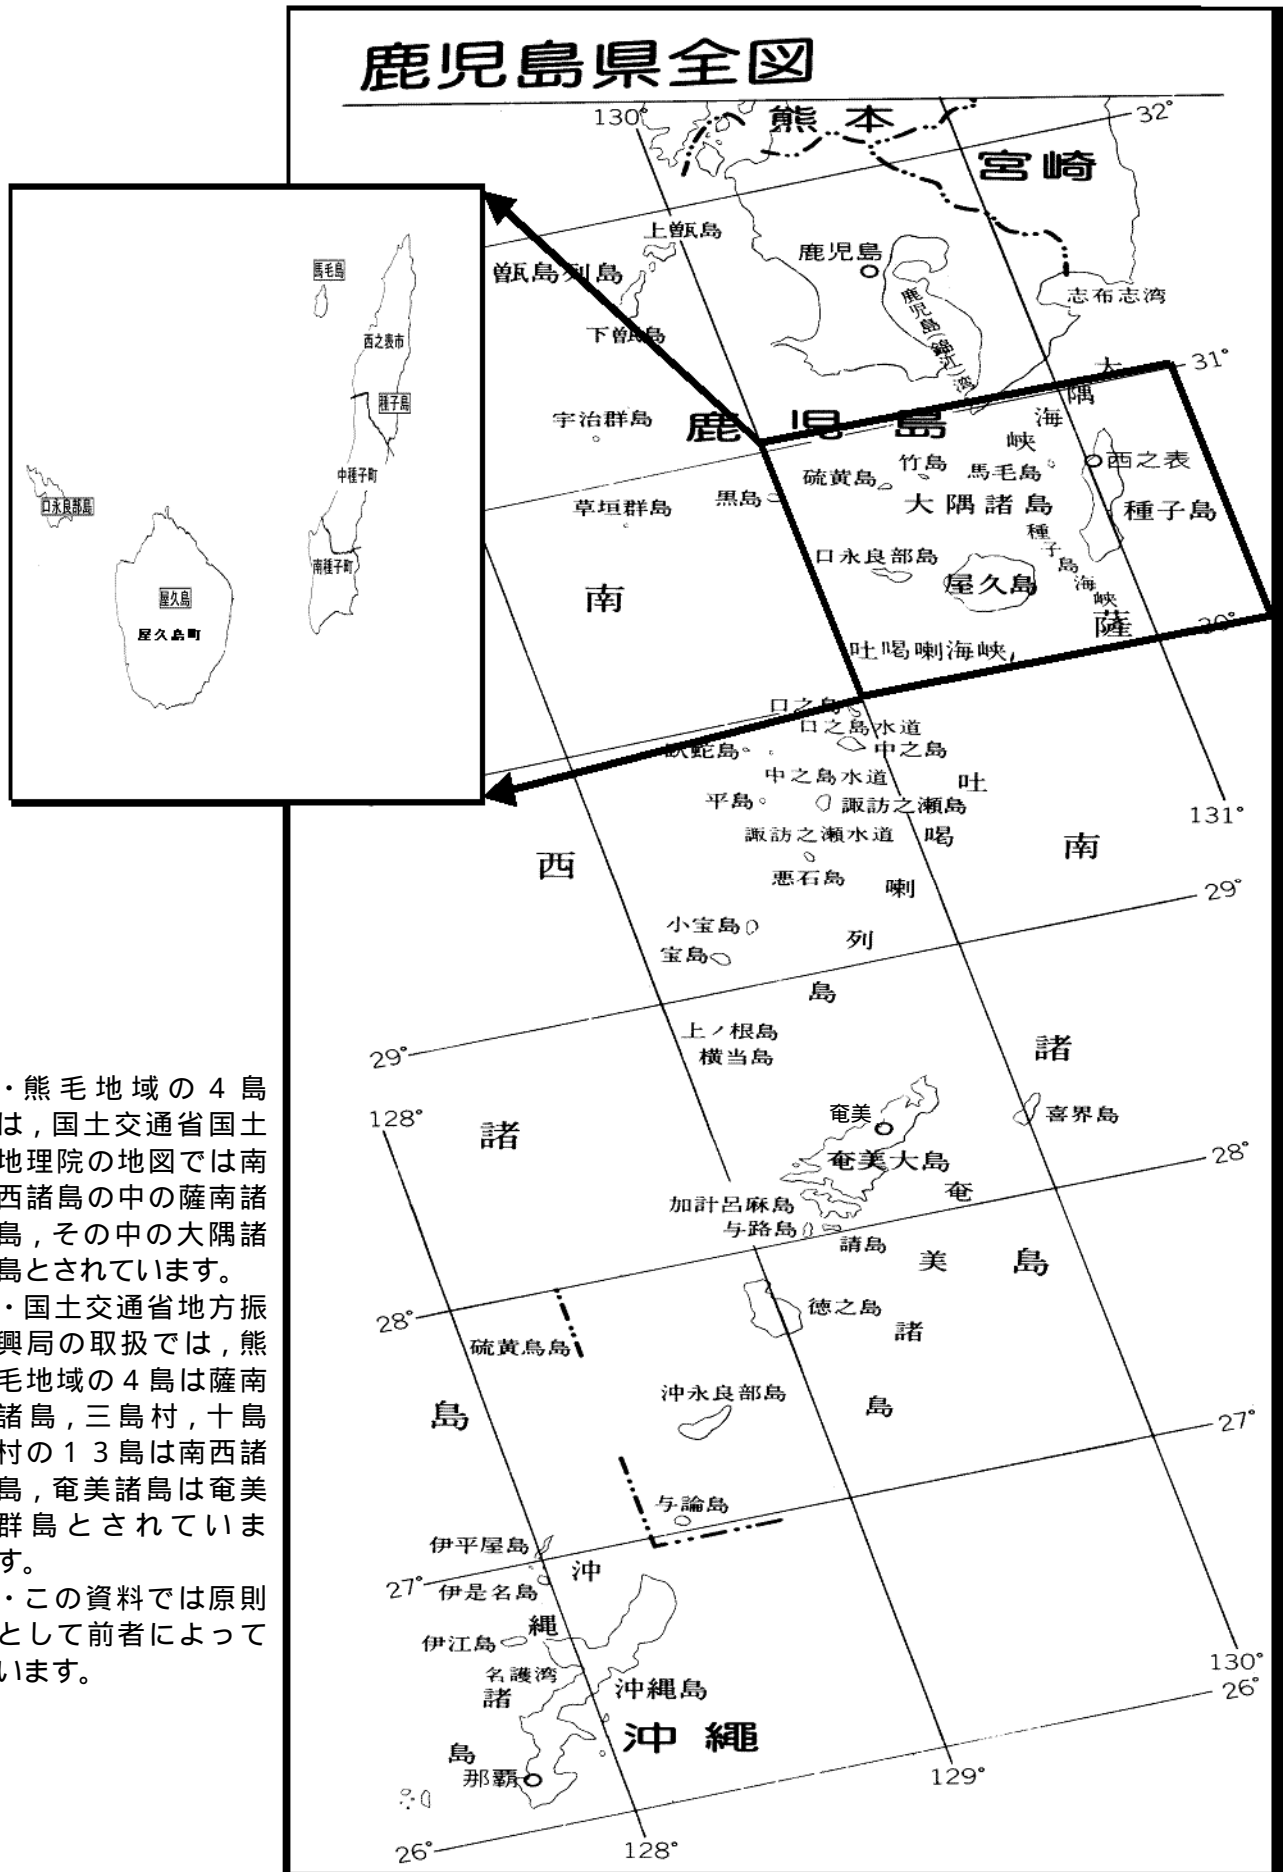 鹿児島県全図
130°
熊本
32°
宮崎
上甑島
鹿児島
甑島列島
志布志湾
鹿児島(錦江)湾
下甑島
31°
大隅海峡
宇治群島
鹿児島
西之表
竹島
馬毛島
硫黄島
黒島
大隅諸島
種子島
草垣群島
種子島海峡
口永良部島
屋久島
南
薩
30°
吐喝喇海峡
口之島
口之島水道
臥蛇島
中之島
中之島水道
吐
平島
諏訪之瀬島
131°
諏訪之瀬水道
喝
南
西
悪石島
喇
29°
小宝島
列
宝島
島
上ノ根島
諸
横当島
29°
128°
奄美
喜界島
諸
奄美大島
28°
加計呂麻島
奄
与路島
請島
美
島
徳之島
28°
諸
硫黄鳥島
沖永良部島
島
島
27°
与論島
伊平屋島
沖
27°
伊是名島
縄
伊江島
名護湾
130°
諸
沖縄島
26°
沖縄
島
那覇
129°
26°
128°
馬毛島
西之表市
種子島
中種子町
口永良部島
南種子町
屋久島
屋久島町
・熊毛地域の4島
は,国土交通省国土
地理院の地図では南
西諸島の中の薩南諸
島,その中の大隅諸
島とされています。
・国土交通省地方振
興局の取扱では,熊
毛地域の4島は薩南
諸島,三島村,十島
村の13島は南西諸
島,奄美諸島は奄美
群島とされていま
す。
・この資料では原則
として前者によって
います。